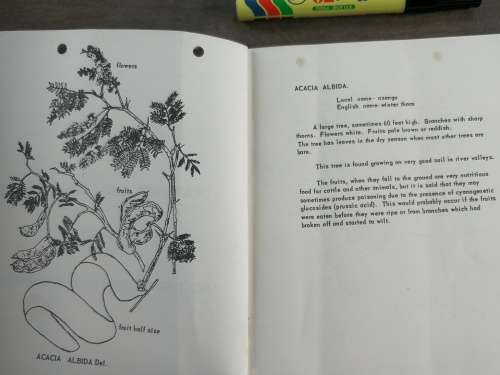 flowers
fruits
fruit half size
ACACIA ALBIDA Del.
ACACIA ALBIDA.
Local name- nsangu
English name- winter thorn
A large tree, sometimes 60 feet high. Branches with sharp
thorns. Flowers white. Fruits pale brown or reddish.
The tree has leaves in the dry season when most other trees are
bare.
This tree is found growing on very good soil in river valleys.
The fruits, when they fall to the ground are very nutritious
food for cattle and other animals, but it is said that they may
sometimes produce poisoning due to the presence of cyanogenetic
glucosides (prussic acid). This would probably occur if the fruits
were eaten before they were ripe or from branches which had
broken off and started to wilt.